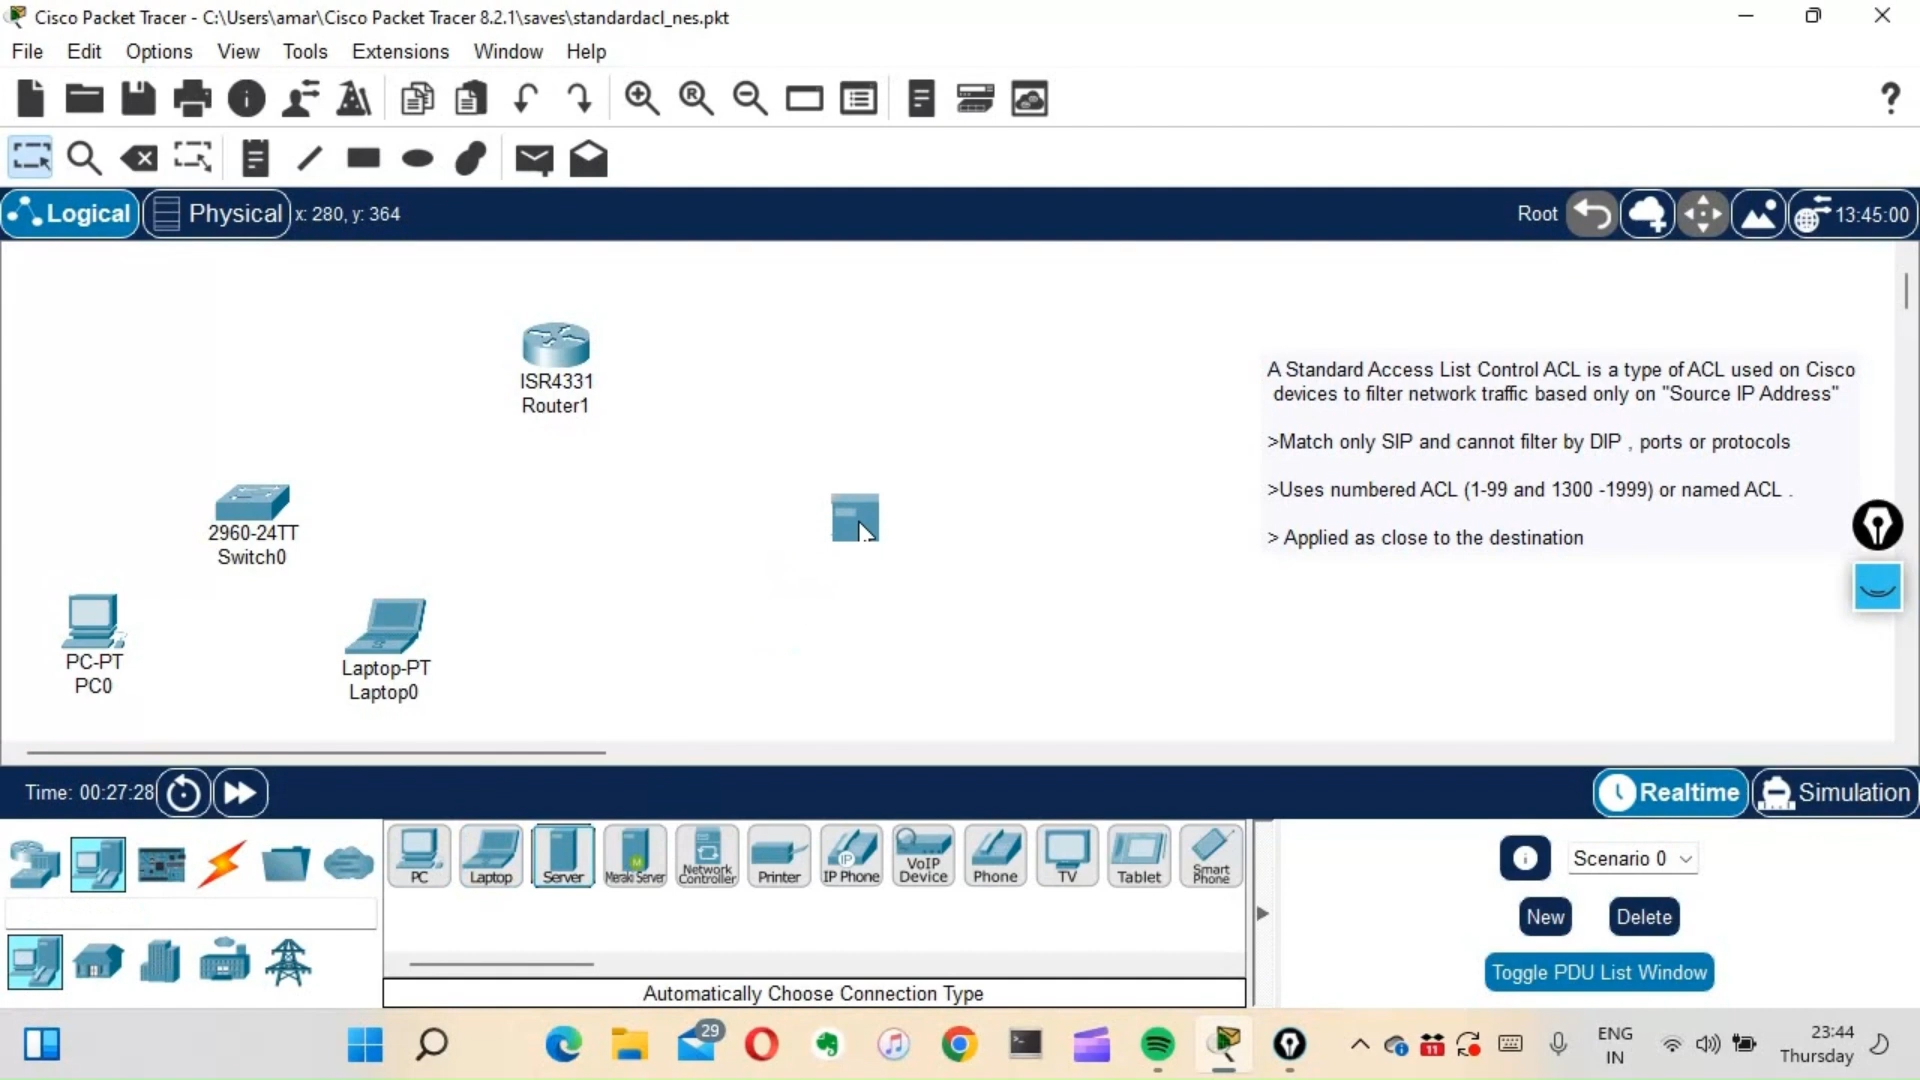 Cisco Packet Tracer - C:\Users\amar\Cisco Packet Tracer 8.2.1\saves\standardacl_nes.pkt
File Edit Options View Tools Extensions Window Help
Logical Physical x: 280, y: 364 Root 13:45:00
ISR4331
Router1
A Standard Access List Control ACL is a type of ACL used on Cisco
devices to filter network traffic based only on "Source IP Address"
>Match only SIP and cannot filter by DIP , ports or protocols
>Uses numbered ACL (1-99 and 1300 -1999) or named ACL .
> Applied as close to the destination
2960-24TT
Switch0
PC-PT
PC0
Laptop-PT
Laptop0
Time: 00:27:28 Realtime Simulation
PC Laptop Server Meraki Server Network Controller Printer IP Phone VoIP Device Phone TV Tablet Smart Phone
Scenario 0
New Delete
Toggle PDU List Window
Automatically Choose Connection Type
29
11
ENG
IN
23:44
Thursday